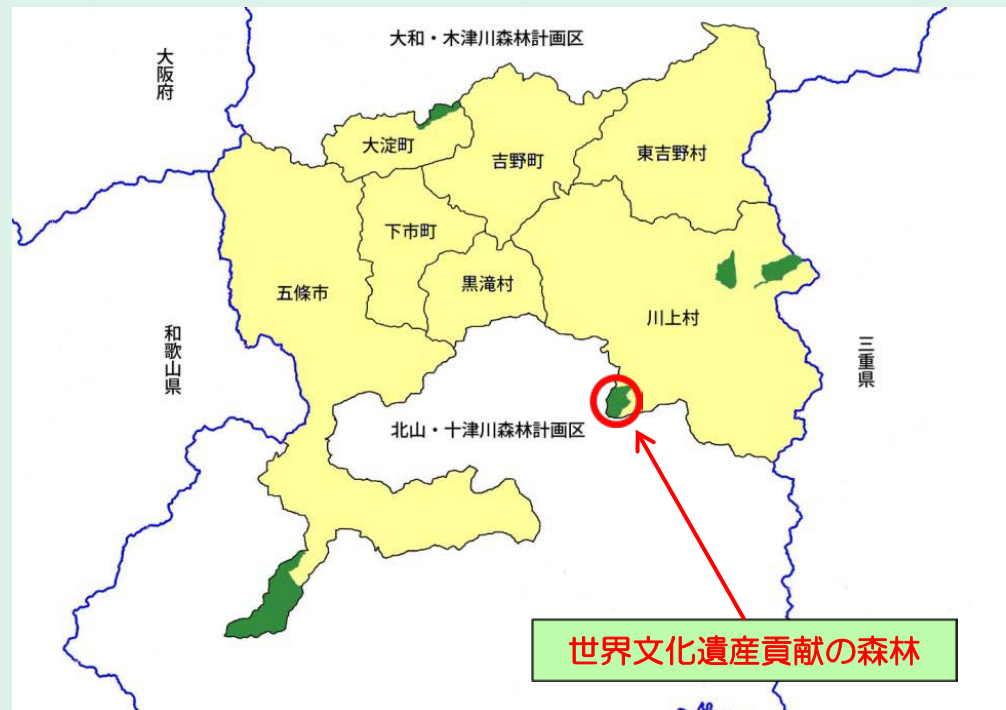 大和・木津川森林計画区
大阪府
大淀町
吉野町
東吉野村
下市町
黒滝村
五條市
川上村
和歌山県
三重県
北山・十津川森林計画区
世界文化遺産貢献の森林